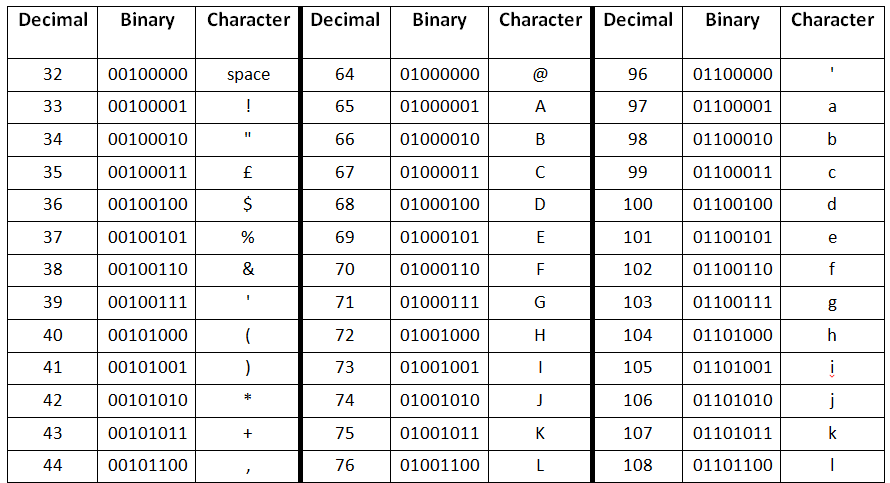 Decimal Binary Character Decimal Binary Character Decimal Binary Character
32 00100000 space 64 01000000 @ 96 01100000 '
33 00100001 ! 65 01000001 A 97 01100001 a
34 00100010 " 66 01000010 B 98 01100010 b
35 00100011 £ 67 01000011 C 99 01100011 c
36 00100100 $ 68 01000100 D 100 01100100 d
37 00100101 % 69 01000101 E 101 01100101 e
38 00100110 & 70 01000110 F 102 01100110 f
39 00100111 ' 71 01000111 G 103 01100111 g
40 00101000 ( 72 01001000 H 104 01101000 h
41 00101001 ) 73 01001001 I 105 01101001 i
42 00101010 * 74 01001010 J 106 01101010 j
43 00101011 + 75 01001011 K 107 01101011 k
44 00101100 , 76 01001100 L 108 01101100 l